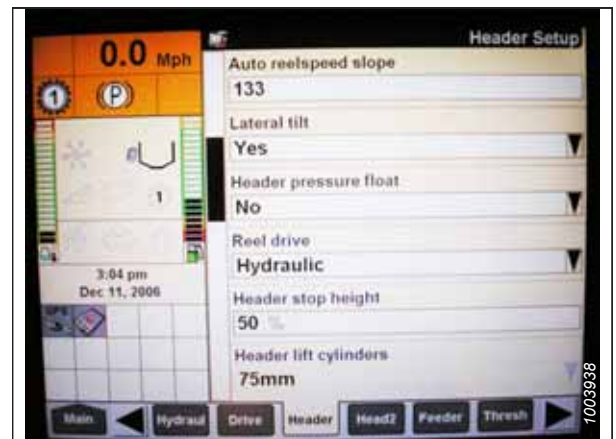 0.0 Mph
Header Setup
1
(P)
Auto reelspeed slope
133
Lateral tilt
Yes
1
Header pressure float
No
Reel drive
Hydraulic
3:04 pm
Dec 11, 2006
Header stop height
50 %
GPS
Header lift cylinders
75mm
Main
Hydraul
Drive
Header
Head2
Feeder
Thresh
1003938